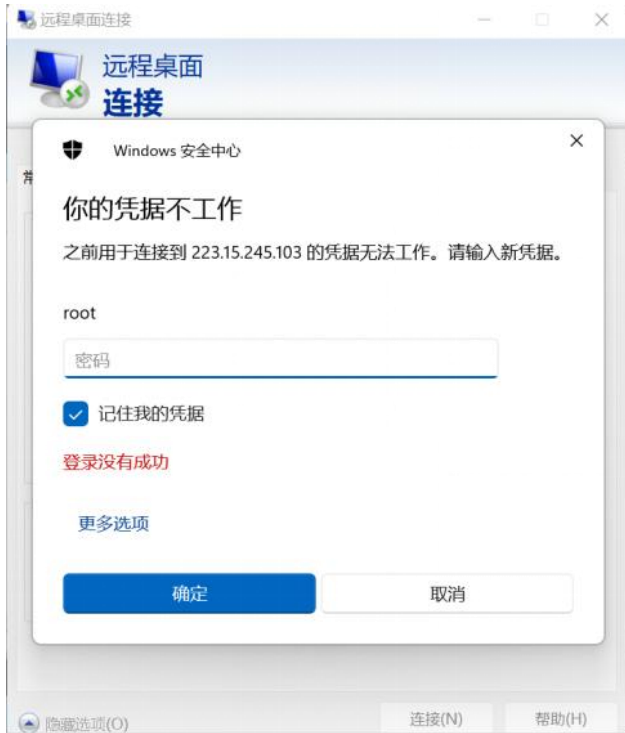 远程桌面连接
远程桌面
连接
Windows 安全中心
常
你的凭据不工作
之前用于连接到 223.15.245.103 的凭据无法工作。请输入新凭据。
root
密码
记住我的凭据
登录没有成功
更多选项
确定 取消
隐藏选项(O) 连接(N) 帮助(H)